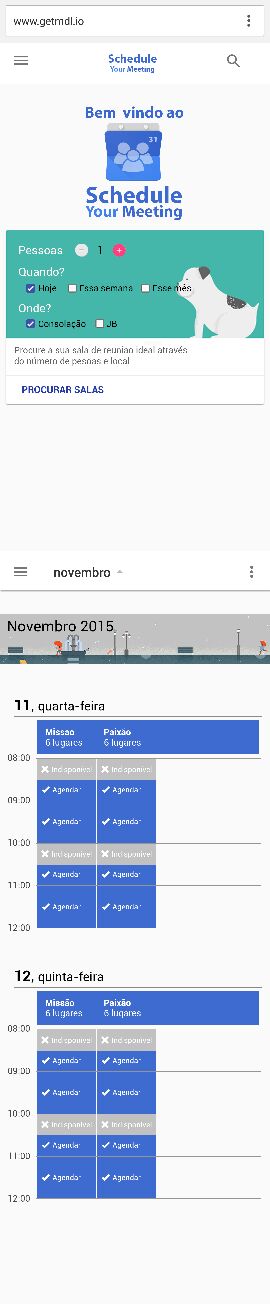 www.getmdl.io
Schedule
Your Meeting
Bem vindo ao
31
Schedule
Your Meeting
Pessoas 1
Quando?
Hoje Essa semana Esse mês
Onde?
Consolação JB
Procure a sua sala de reunião ideal através
do número de pesoas e local
PROCURAR SALAS
novembro
Novembro 2015
11, quarta-feira
Missão Paixão
6 lugares 6 lugares
08:00
Indisponível Indisponível
Agendar Agendar
09:00
Agendar Agendar
10:00
Indisponível Indisponível
Agendar Agendar
11:00
Agendar Agendar
12:00
12, quinta-feira
Missão Paixão
6 lugares 6 lugares
08:00
Indisponível Indisponível
Agendar Agendar
09:00
Agendar Agendar
10:00
Indisponível Indisponível
Agendar Agendar
11:00
Agendar Agendar
12:00